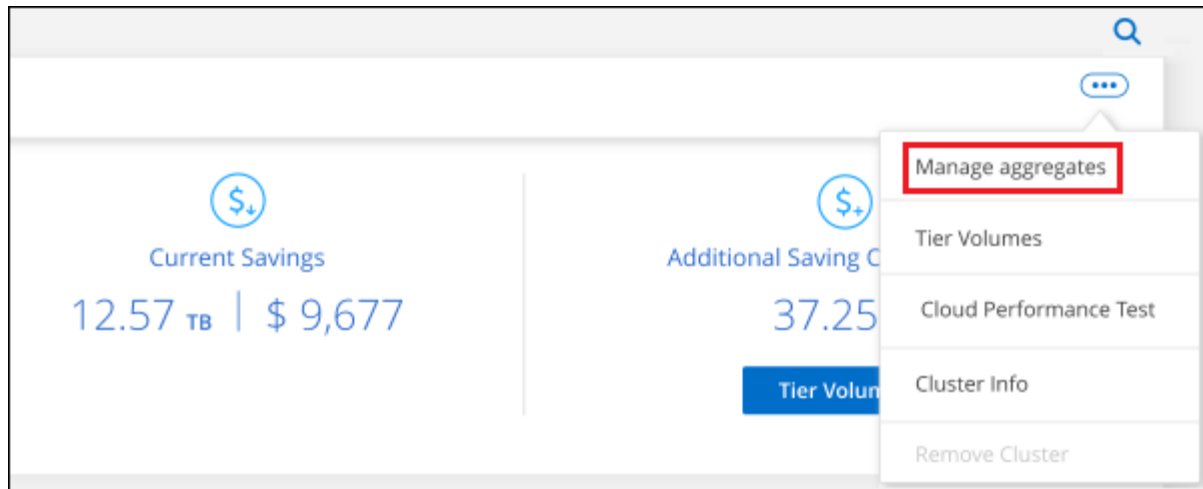 Manage aggregates
Current Savings
12.57 TB | $ 9,677
Additional Saving
37.25
Tier
Tier Volumes
Cloud Performance Test
Cluster Info
Remove Cluster